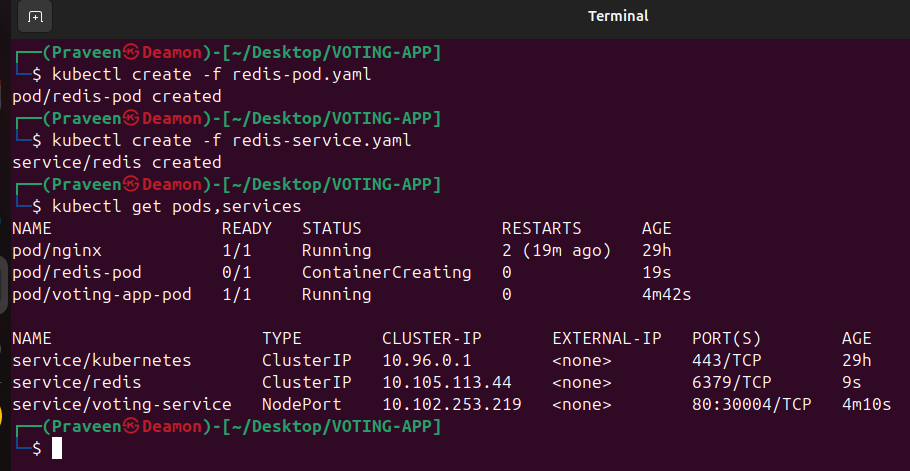 Terminal
┌──(Praveen㉿Deamon)-[~/Desktop/VOTING-APP]
└─$ kubectl create -f redis-pod.yaml
pod/redis-pod created
┌──(Praveen㉿Deamon)-[~/Desktop/VOTING-APP]
└─$ kubectl create -f redis-service.yaml
service/redis created
┌──(Praveen㉿Deamon)-[~/Desktop/VOTING-APP]
└─$ kubectl get pods,services
NAME                 READY   STATUS              RESTARTS      AGE
pod/nginx            1/1     Running             2 (19m ago)   29h
pod/redis-pod        0/1     ContainerCreating   0             19s
pod/voting-app-pod   1/1     Running             0             4m42s

NAME                     TYPE        CLUSTER-IP       EXTERNAL-IP   PORT(S)        AGE
service/kubernetes       ClusterIP   10.96.0.1        <none>        443/TCP        29h
service/redis            ClusterIP   10.105.113.44    <none>        6379/TCP       9s
service/voting-service   NodePort    10.102.253.219   <none>        80:30004/TCP   4m10s
┌──(Praveen㉿Deamon)-[~/Desktop/VOTING-APP]
└─$